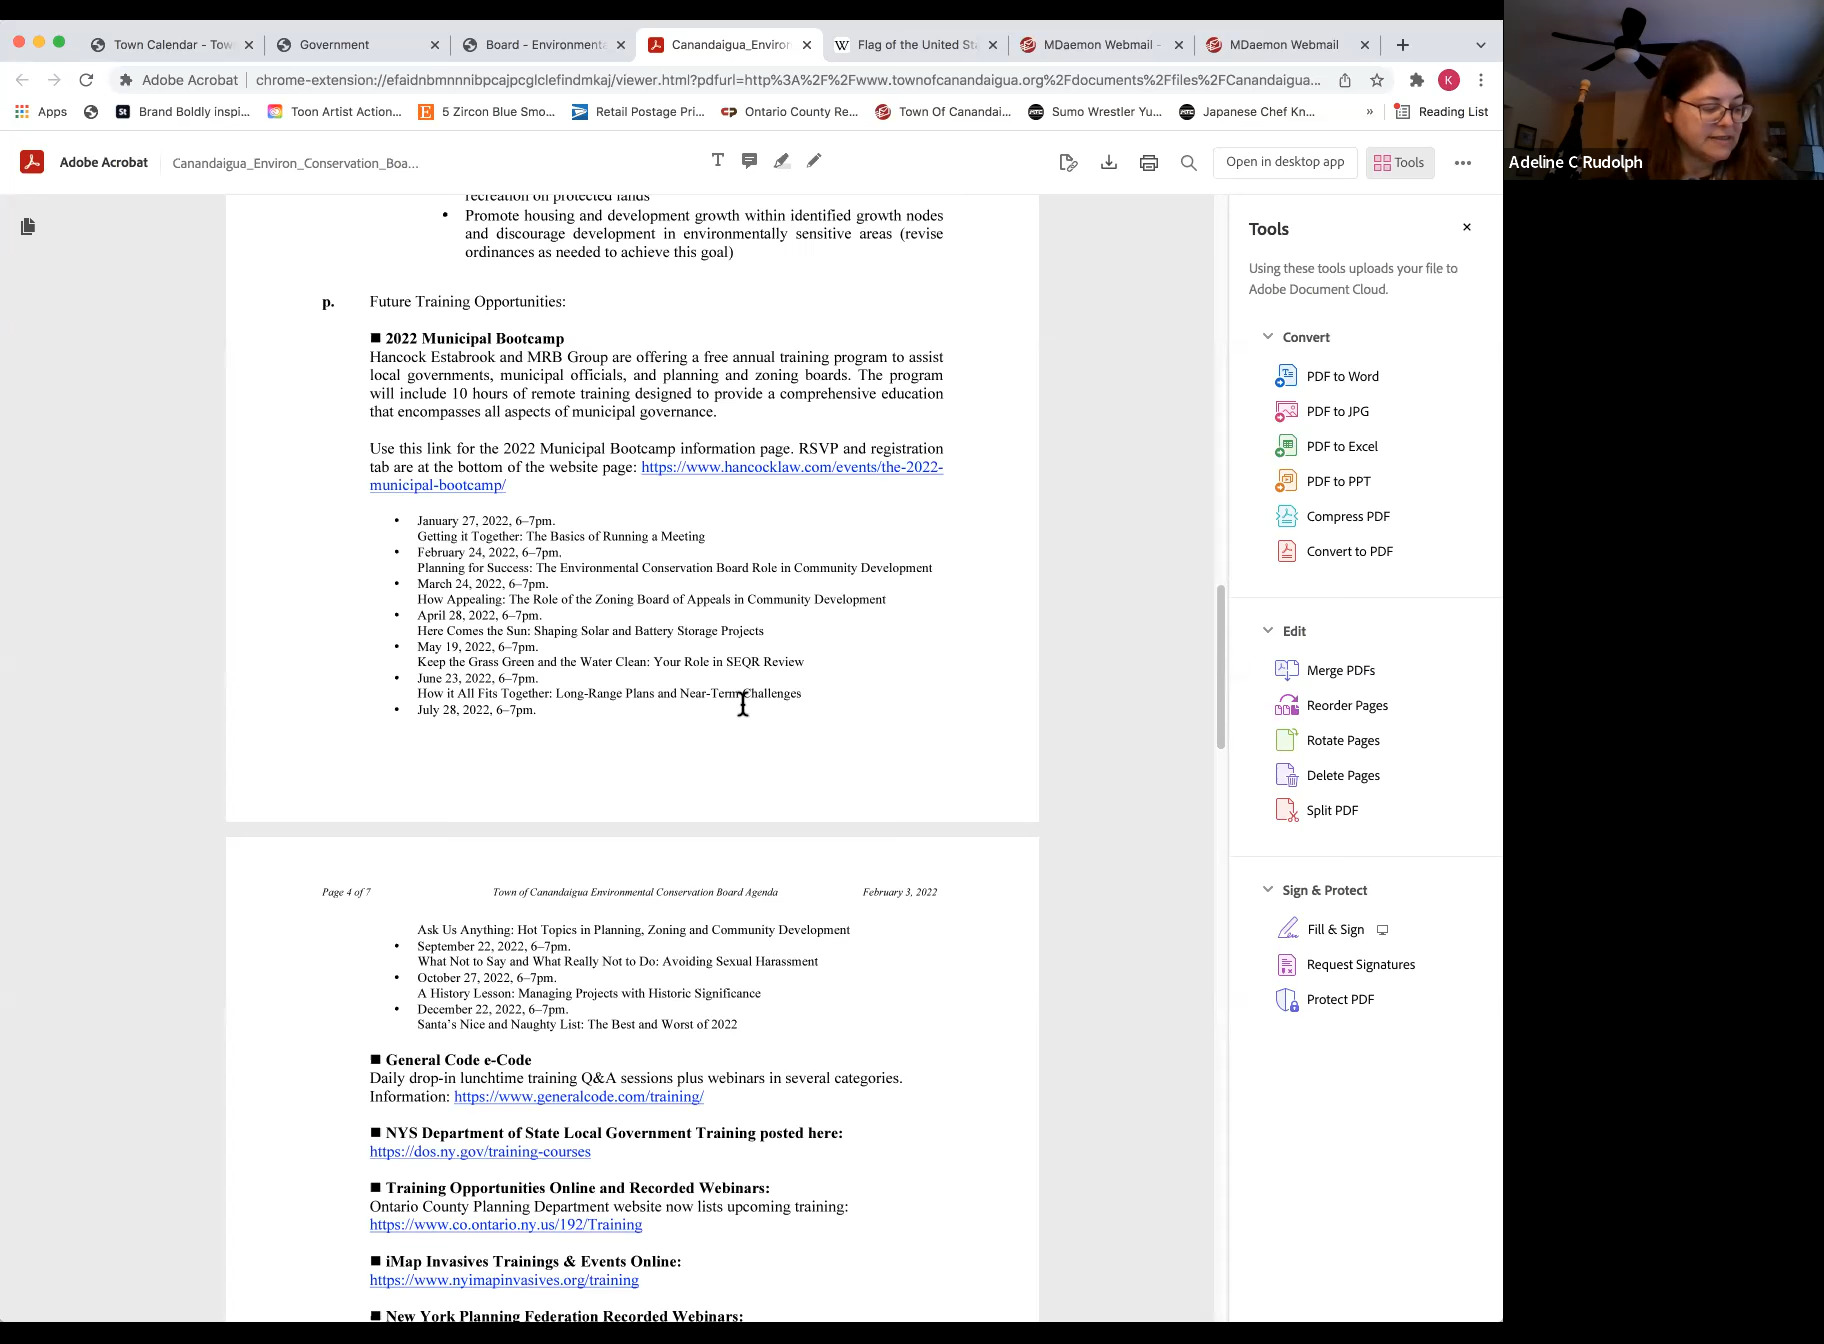 Town Calendar - Tow
Government
Board - Environment
Canandaigua_Environ
Flag of the United St
MDaemon Webmail -
MDaemon Webmail
Adobe Acrobat
chrome-extension://efaidnbmnnnibpcajpcglclefindmkaj/viewer.html?pdfurl=http%3A%2F%2Fwww.townofcanandaigua.org%2Fdocuments%2Ffiles%2FCanandaigua...
K
Apps
St
Brand Boldly inspi...
Toon Artist Action...
E
5 Zircon Blue Smo...
Retail Postage Pri...
CP
Ontario County Re...
Town Of Canandai...
Sumo Wrestler Yu...
Japanese Chef Kn...
»
Reading List
Adeline C Rudolph
Adobe Acrobat
Canandaigua_Environ_Conservation_Boa...
Open in desktop app
Tools
recreation on protected lands
• Promote housing and development growth within identified growth nodes
and discourage development in environmentally sensitive areas (revise
ordinances as needed to achieve this goal)
p. Future Training Opportunities:
■ 2022 Municipal Bootcamp
Hancock Estabrook and MRB Group are offering a free annual training program to assist
local governments, municipal officials, and planning and zoning boards. The program
will include 10 hours of remote training designed to provide a comprehensive education
that encompasses all aspects of municipal governance.
Use this link for the 2022 Municipal Bootcamp information page. RSVP and registration
tab are at the bottom of the website page: https://www.hancocklaw.com/events/the-2022-
municipal-bootcamp/
• January 27, 2022, 6–7pm.
Getting it Together: The Basics of Running a Meeting
• February 24, 2022, 6–7pm.
Planning for Success: The Environmental Conservation Board Role in Community Development
• March 24, 2022, 6–7pm.
How Appealing: The Role of the Zoning Board of Appeals in Community Development
• April 28, 2022, 6–7pm.
Here Comes the Sun: Shaping Solar and Battery Storage Projects
• May 19, 2022, 6–7pm.
Keep the Grass Green and the Water Clean: Your Role in SEQR Review
• June 23, 2022, 6–7pm.
How it All Fits Together: Long-Range Plans and Near-Term Challenges
• July 28, 2022, 6–7pm.
Page 4 of 7
Town of Canandaigua Environmental Conservation Board Agenda
February 3, 2022
Ask Us Anything: Hot Topics in Planning, Zoning and Community Development
• September 22, 2022, 6–7pm.
What Not to Say and What Really Not to Do: Avoiding Sexual Harassment
• October 27, 2022, 6–7pm.
A History Lesson: Managing Projects with Historic Significance
• December 22, 2022, 6–7pm.
Santa's Nice and Naughty List: The Best and Worst of 2022
■ General Code e-Code
Daily drop-in lunchtime training Q&A sessions plus webinars in several categories.
Information: https://www.generalcode.com/training/
■ NYS Department of State Local Government Training posted here:
https://dos.ny.gov/training-courses
■ Training Opportunities Online and Recorded Webinars:
Ontario County Planning Department website now lists upcoming training:
https://www.co.ontario.ny.us/192/Training
■ iMap Invasives Trainings & Events Online:
https://www.nyimapinvasives.org/training
■ New York Planning Federation Recorded Webinars:
Tools
Using these tools uploads your file to
Adobe Document Cloud.
Convert
PDF to Word
PDF to JPG
PDF to Excel
PDF to PPT
Compress PDF
Convert to PDF
Edit
Merge PDFs
Reorder Pages
Rotate Pages
Delete Pages
Split PDF
Sign & Protect
Fill & Sign
Request Signatures
Protect PDF